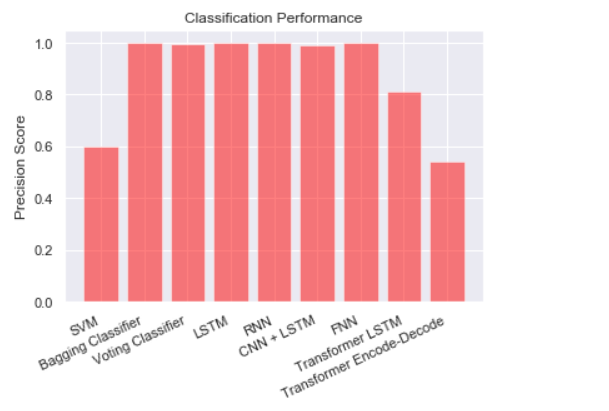 Classification Performance
Precision Score
1.0
0.8
0.6
0.4
0.2
0.0
SVM
Bagging Classifier
Voting Classifier
LSTM
RNN
CNN + LSTM
FNN
Transformer LSTM
Transformer Encode-Decode